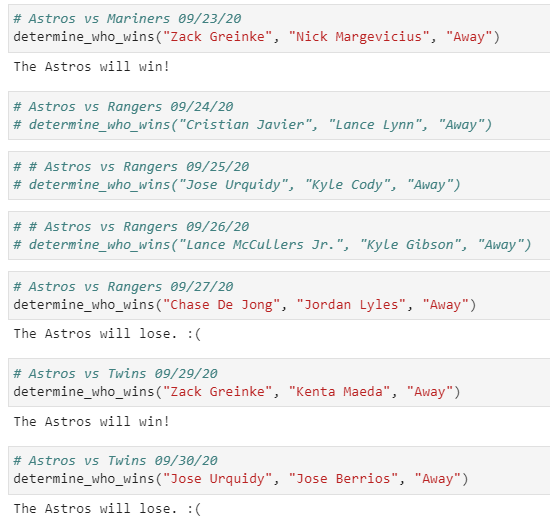 # Astros vs Mariners 09/23/20
determine_who_wins("Zack Greinke", "Nick Margevicius", "Away")
The Astros will win!
# Astros vs Rangers 09/24/20
# determine_who_wins("Cristian Javier", "Lance Lynn", "Away")
# # Astros vs Rangers 09/25/20
# determine_who_wins("Jose Urquidy", "Kyle Cody", "Away")
# # Astros vs Rangers 09/26/20
# determine_who_wins("Lance McCullers Jr.", "Kyle Gibson", "Away")
# Astros vs Rangers 09/27/20
determine_who_wins("Chase De Jong", "Jordan Lyles", "Away")
The Astros will lose. :(
# Astros vs Twins 09/29/20
determine_who_wins("Zack Greinke", "Kenta Maeda", "Away")
The Astros will win!
# Astros vs Twins 09/30/20
determine_who_wins("Jose Urquidy", "Jose Berrios", "Away")
The Astros will lose. :(